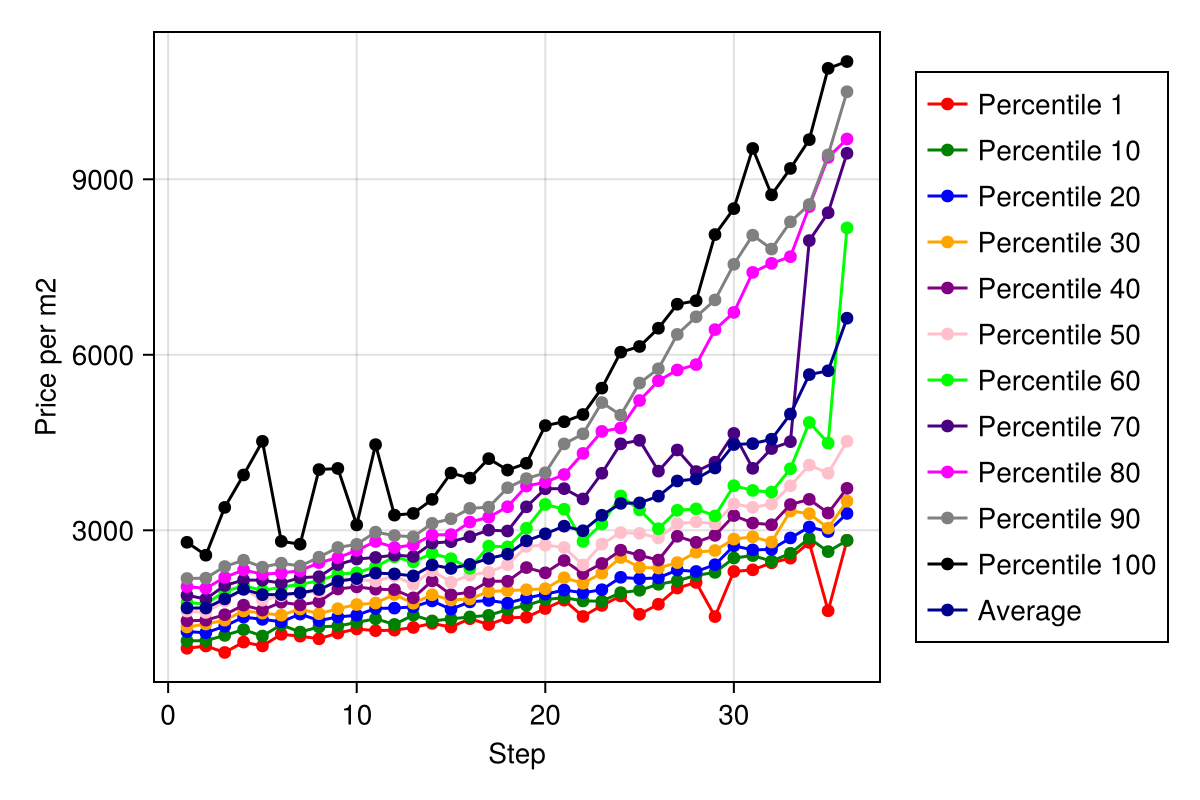 Price per m2
9000
6000
3000
0 10 20 30
Step
Percentile 1
Percentile 10
Percentile 20
Percentile 30
Percentile 40
Percentile 50
Percentile 60
Percentile 70
Percentile 80
Percentile 90
Percentile 100
Average